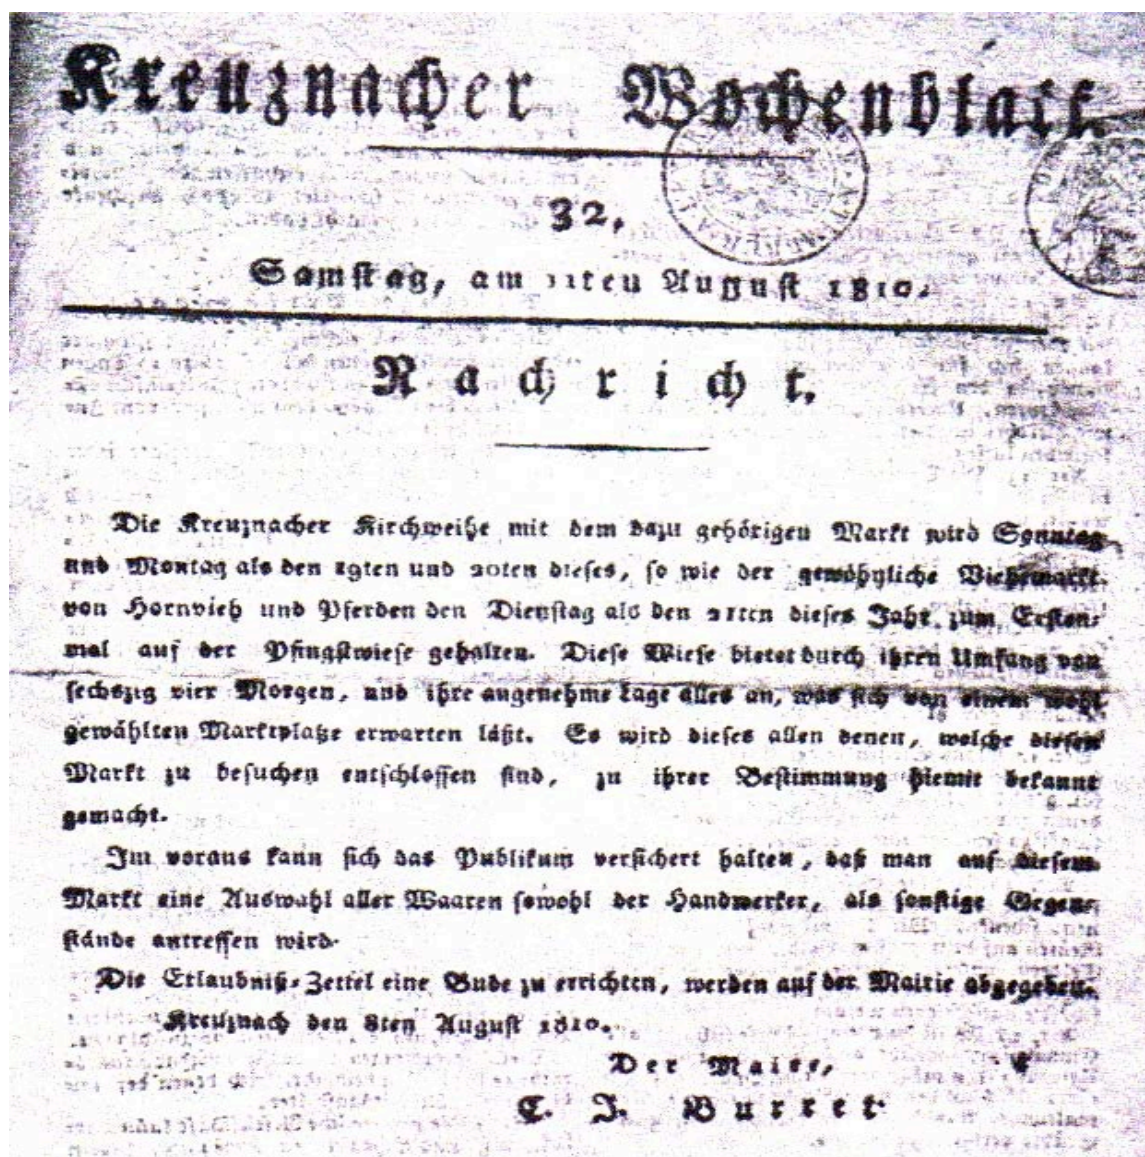 Kreuznacher Wochenblatt.
32.
Samstag, am 11ten August 1810.
Nachricht.
Die Kreuznacher Kirchweihe mit dem dazu gehörigen Markt wird Sonntag
und Montag als den 19ten und 20ten dieses, so wie der gewöhnliche Viehemarkt
von Hornvieh und Pferden den Dienstag als den 21ten dieses Jahr zum Ersten-
mal auf der Pfingstwiese gehalten. Diese Wiese bietet durch ihren Umfang von
sechszig vier Morgen, und ihre angenehme Lage alles an, was sich von einem wohl
gewählten Marktplatze erwarten läßt. Es wird dieses allen denen, welche diesen
Markt zu besuchen entschlossen sind, zu ihrer Bestimmung hiemit bekannt
gemacht.
Im voraus kann sich das Publikum versichert halten, daß man auf diesem
Markt eine Auswahl aller Waaren sowohl der Handwerker, als sonstige Gegen-
stände antreffen wird.
Die Erlaubniß-Zettel eine Bude zu errichten, werden auf der Mairie abgegeben.
Kreuznach den 8ten August 1810.
Der Maire,
C. J. Burret.